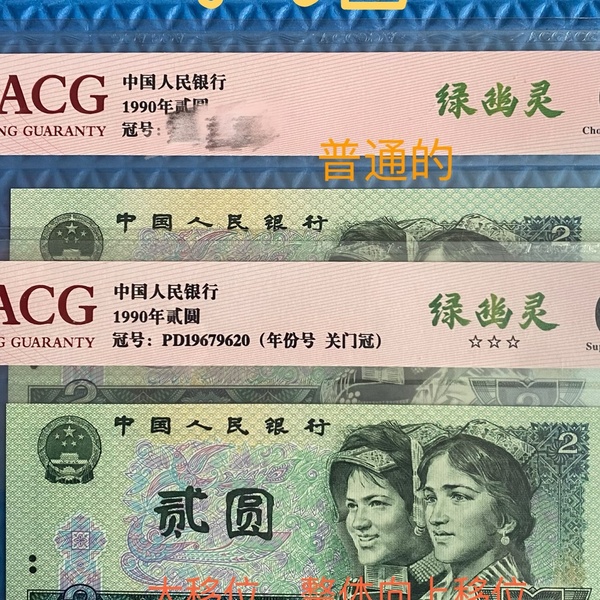 ACG
中国人民银行
绿幽灵
1990年贰圆
NG GUARANTY
冠号:
Cho
普通的
中国人民银行
2
ACG
中国人民银行
绿幽灵
1990年贰圆
G GUARANTY
冠号: PD19679620（年份号 关门冠）
☆☆☆
Sup
中国人民银行
2
贰圆
大移位 整体向上移位